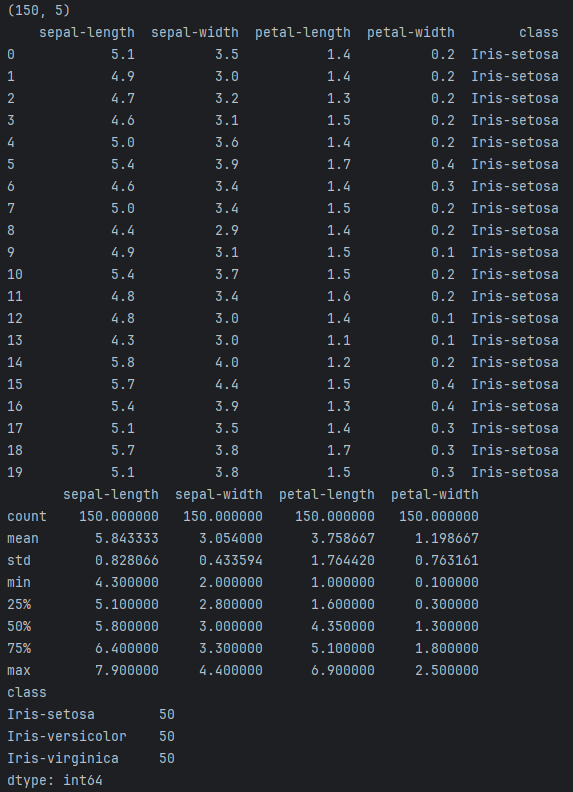 (150, 5)
    sepal-length  sepal-width  petal-length  petal-width        class
0            5.1          3.5           1.4          0.2  Iris-setosa
1            4.9          3.0           1.4          0.2  Iris-setosa
2            4.7          3.2           1.3          0.2  Iris-setosa
3            4.6          3.1           1.5          0.2  Iris-setosa
4            5.0          3.6           1.4          0.2  Iris-setosa
5            5.4          3.9           1.7          0.4  Iris-setosa
6            4.6          3.4           1.4          0.3  Iris-setosa
7            5.0          3.4           1.5          0.2  Iris-setosa
8            4.4          2.9           1.4          0.2  Iris-setosa
9            4.9          3.1           1.5          0.1  Iris-setosa
10           5.4          3.7           1.5          0.2  Iris-setosa
11           4.8          3.4           1.6          0.2  Iris-setosa
12           4.8          3.0           1.4          0.1  Iris-setosa
13           4.3          3.0           1.1          0.1  Iris-setosa
14           5.8          4.0           1.2          0.2  Iris-setosa
15           5.7          4.4           1.5          0.4  Iris-setosa
16           5.4          3.9           1.3          0.4  Iris-setosa
17           5.1          3.5           1.4          0.3  Iris-setosa
18           5.7          3.8           1.7          0.3  Iris-setosa
19           5.1          3.8           1.5          0.3  Iris-setosa
       sepal-length  sepal-width  petal-length  petal-width
count    150.000000   150.000000    150.000000   150.000000
mean       5.843333     3.054000      3.758667     1.198667
std        0.828066     0.433594      1.764420     0.763161
min        4.300000     2.000000      1.000000     0.100000
25%        5.100000     2.800000      1.600000     0.300000
50%        5.800000     3.000000      4.350000     1.300000
75%        6.400000     3.300000      5.100000     1.800000
max        7.900000     4.400000      6.900000     2.500000
class
Iris-setosa        50
Iris-versicolor    50
Iris-virginica     50
dtype: int64